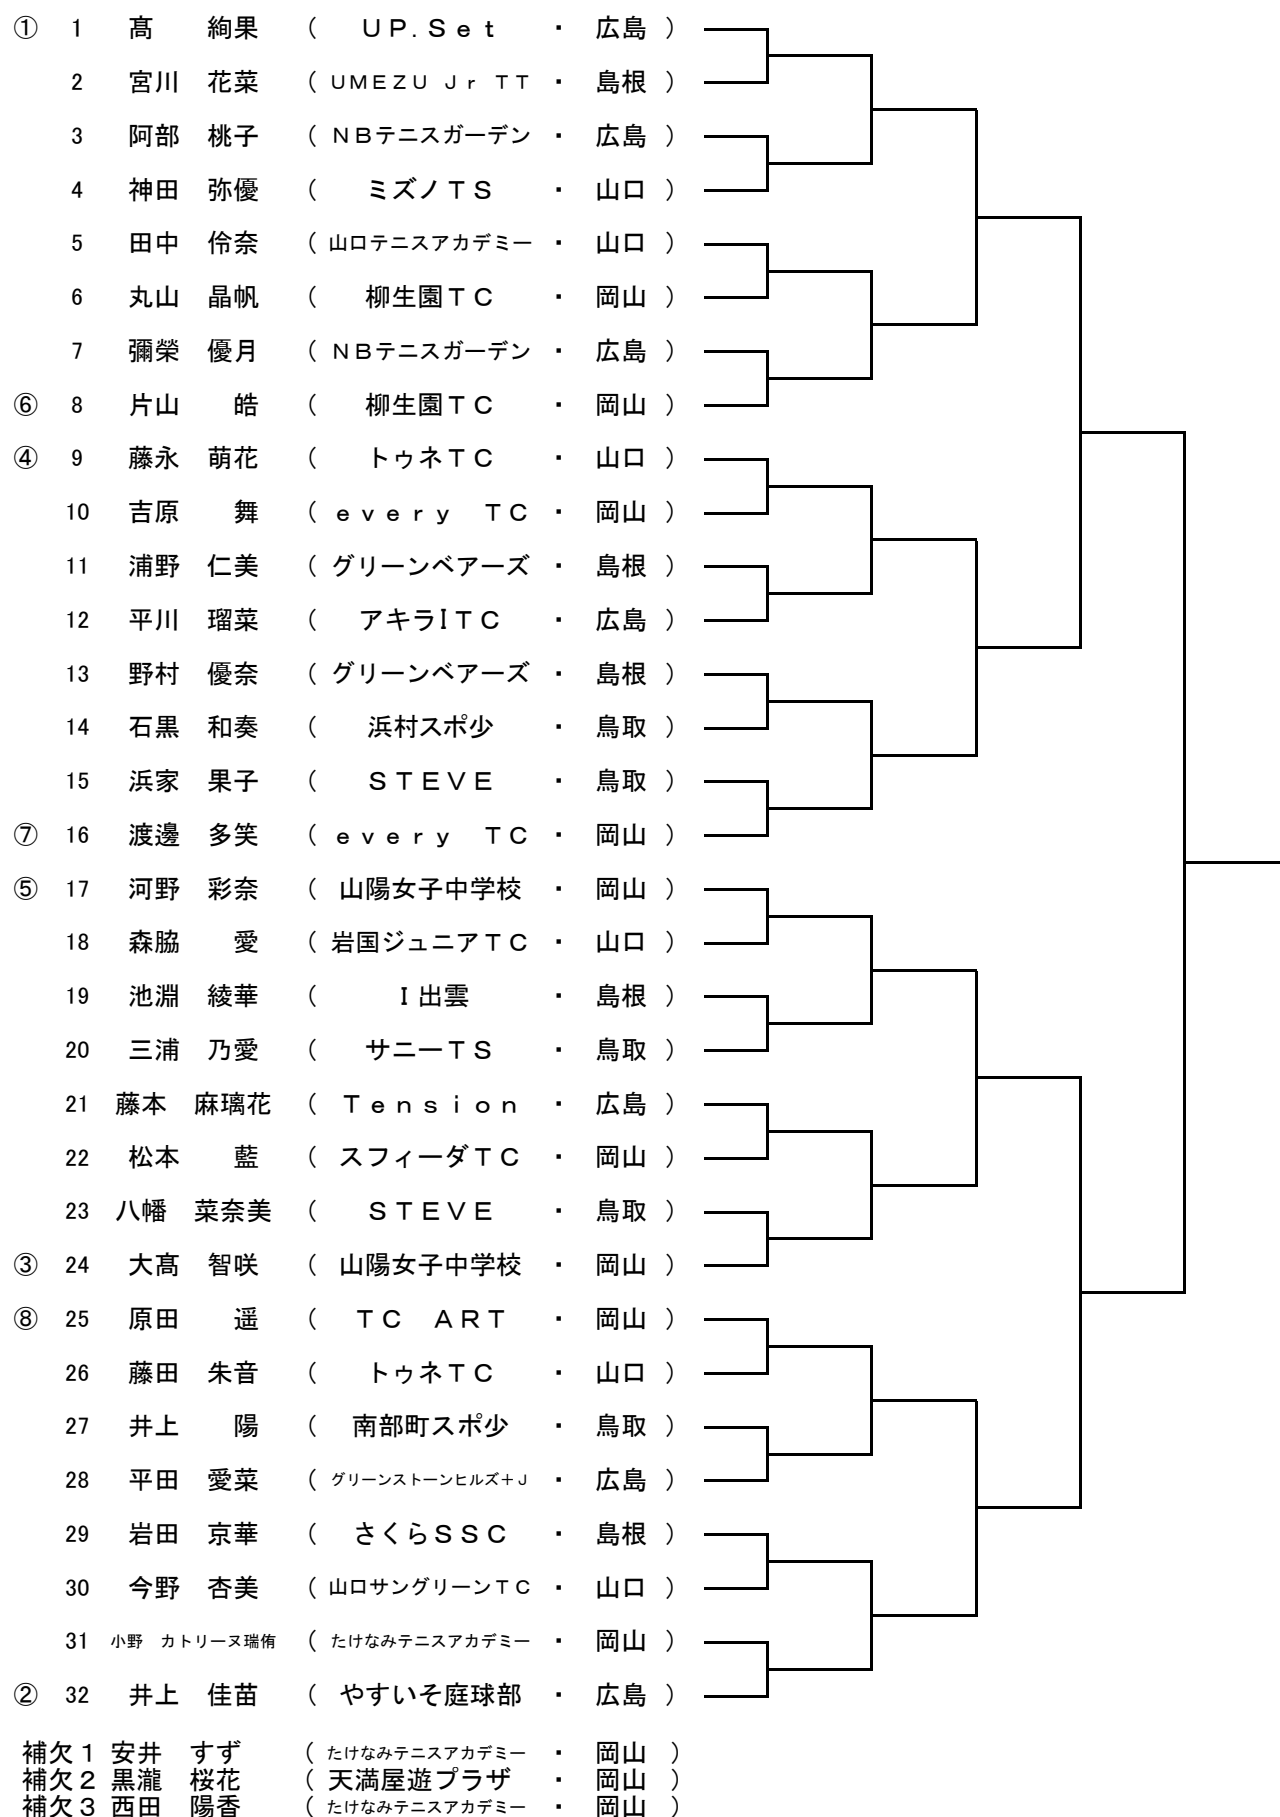 ① 1 髙 絢果 ( ＵＰ.Ｓｅｔ ・ 広島 )
2 宮川 花菜 ( ＵＭＥＺＵ Ｊｒ ＴＴ ・ 島根 )
3 阿部 桃子 ( ＮＢテニスガーデン ・ 広島 )
4 神田 弥優 ( ミズノＴＳ ・ 山口 )
5 田中 伶奈 ( 山口テニスアカデミー ・ 山口 )
6 丸山 晶帆 ( 柳生園ＴＣ ・ 岡山 )
7 彌榮 優月 ( ＮＢテニスガーデン ・ 広島 )
⑥ 8 片山 皓 ( 柳生園ＴＣ ・ 岡山 )
④ 9 藤永 萌花 ( トゥネＴＣ ・ 山口 )
10 吉原 舞 ( ｅｖｅｒｙ ＴＣ ・ 岡山 )
11 浦野 仁美 ( グリーンベアーズ ・ 島根 )
12 平川 瑠菜 ( アキラＩＴＣ ・ 広島 )
13 野村 優奈 ( グリーンベアーズ ・ 島根 )
14 石黒 和奏 ( 浜村スポ少 ・ 鳥取 )
15 浜家 果子 ( ＳＴＥＶＥ ・ 鳥取 )
⑦ 16 渡邊 多笑 ( ｅｖｅｒｙ ＴＣ ・ 岡山 )
⑤ 17 河野 彩奈 ( 山陽女子中学校 ・ 岡山 )
18 森脇 愛 ( 岩国ジュニアＴＣ ・ 山口 )
19 池淵 綾華 ( Ｉ出雲 ・ 島根 )
20 三浦 乃愛 ( サニーＴＳ ・ 鳥取 )
21 藤本 麻璃花 ( Ｔｅｎｓｉｏｎ ・ 広島 )
22 松本 藍 ( スフィーダＴＣ ・ 岡山 )
23 八幡 菜奈美 ( ＳＴＥＶＥ ・ 鳥取 )
③ 24 大髙 智咲 ( 山陽女子中学校 ・ 岡山 )
⑧ 25 原田 遥 ( ＴＣ ＡＲＴ ・ 岡山 )
26 藤田 朱音 ( トゥネＴＣ ・ 山口 )
27 井上 陽 ( 南部町スポ少 ・ 鳥取 )
28 平田 愛菜 ( グリーンストーンヒルズ＋Ｊ ・ 広島 )
29 岩田 京華 ( さくらＳＳＣ ・ 島根 )
30 今野 杏美 ( 山口サングリーンＴＣ ・ 山口 )
31 小野 カトリーヌ瑞侑 ( たけなみテニスアカデミー ・ 岡山 )
② 32 井上 佳苗 ( やすいそ庭球部 ・ 広島 )
補欠１ 安井 すず ( たけなみテニスアカデミー ・ 岡山 )
補欠２ 黒瀧 桜花 ( 天満屋遊プラザ ・ 岡山 )
補欠３ 西田 陽香 ( たけなみテニスアカデミー ・ 岡山 )